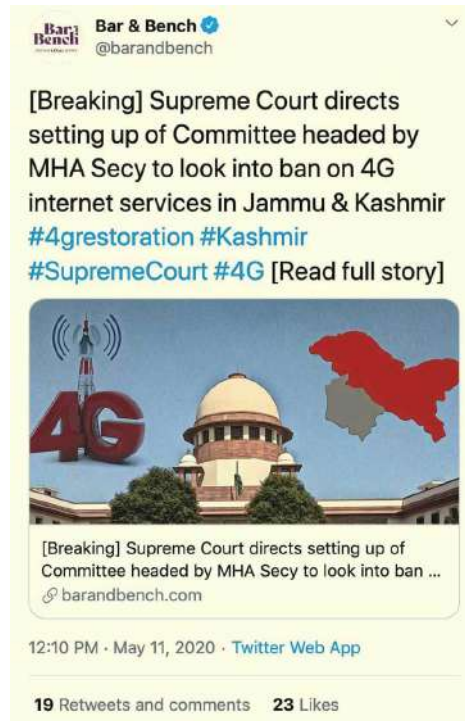 Bar&
Bench
Bar & Bench
@barandbench
[Breaking] Supreme Court directs
setting up of Committee headed by
MHA Secy to look into ban on 4G
internet services in Jammu & Kashmir
#4grestoration #Kashmir
#SupremeCourt #4G [Read full story]
4G
[Breaking] Supreme Court directs setting up of
Committee headed by MHA Secy to look into ban ...
barandbench.com
12:10 PM · May 11, 2020 · Twitter Web App
19 Retweets and comments 23 Likes